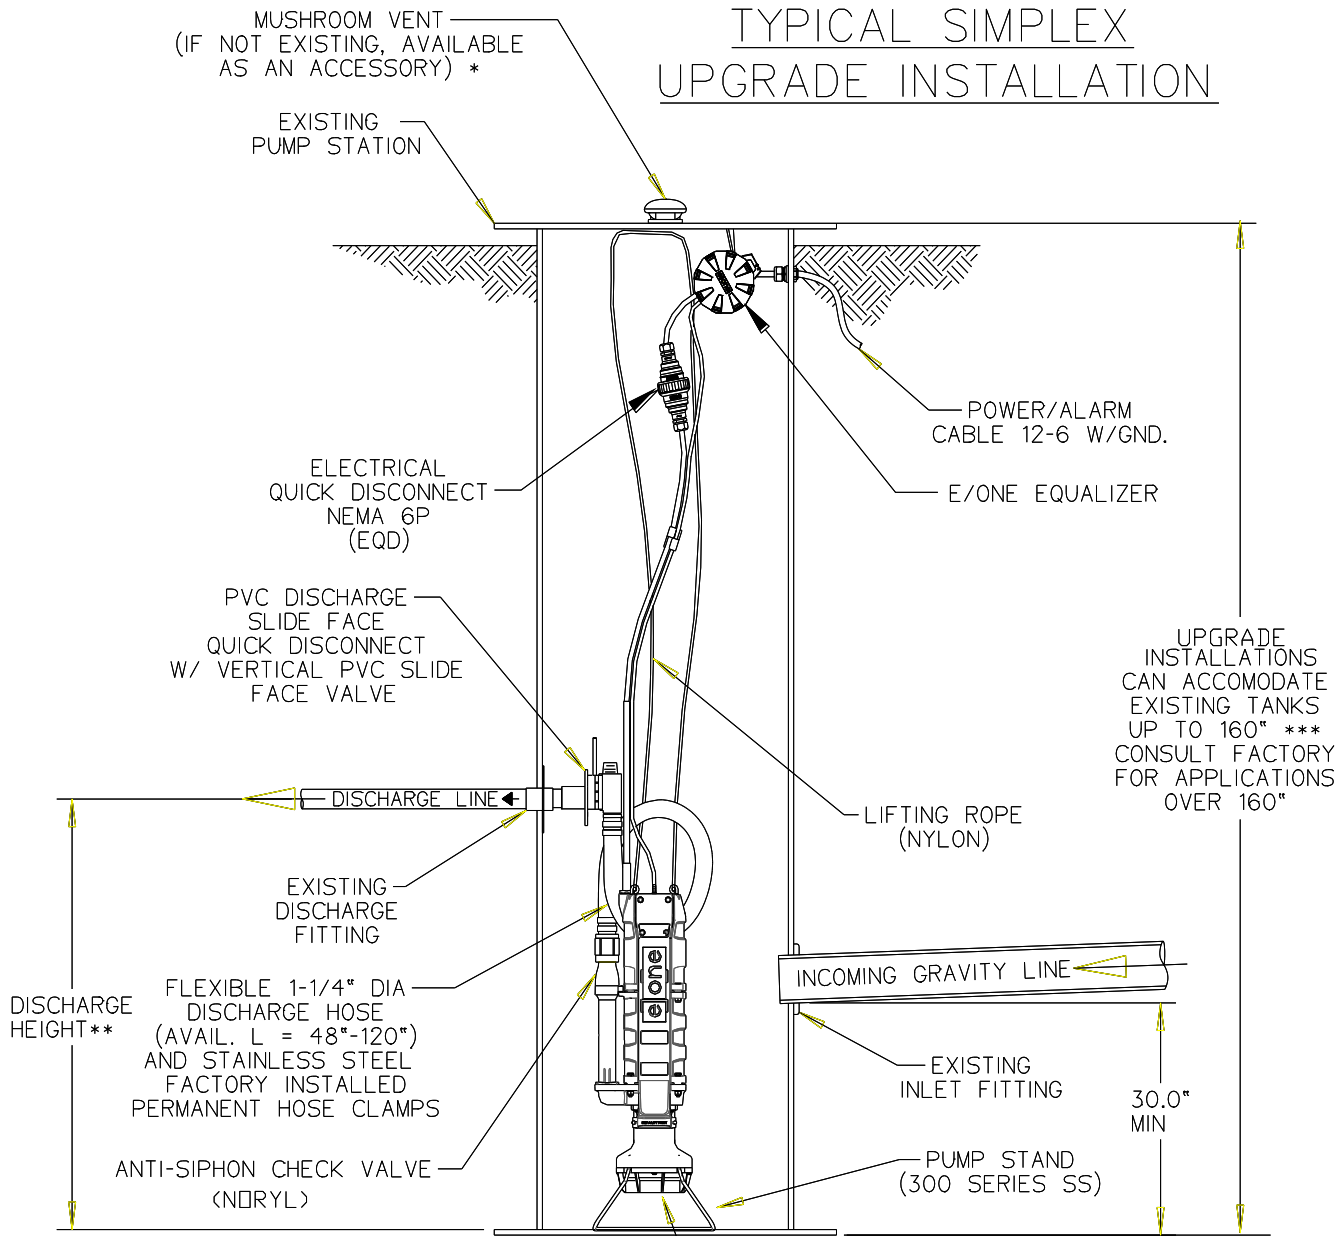 TYPICAL SIMPLEX
UPGRADE INSTALLATION
MUSHROOM VENT
(IF NOT EXISTING, AVAILABLE
AS AN ACCESSORY) *
EXISTING
PUMP STATION
POWER/ALARM
CABLE 12-6 W/GND.
ELECTRICAL
QUICK DISCONNECT
NEMA 6P
(EQD)
E/ONE EQUALIZER
PVC DISCHARGE
SLIDE FACE
QUICK DISCONNECT
W/ VERTICAL PVC SLIDE
FACE VALVE
UPGRADE
INSTALLATIONS
CAN ACCOMODATE
EXISTING TANKS
UP TO 160" ***
CONSULT FACTORY
FOR APPLICATIONS
OVER 160"
DISCHARGE LINE
LIFTING ROPE
(NYLON)
EXISTING
DISCHARGE
FITTING
e one
INCOMING GRAVITY LINE
DISCHARGE
HEIGHT**
FLEXIBLE 1-1/4" DIA
DISCHARGE HOSE
(AVAIL. L = 48"-120")
AND STAINLESS STEEL
FACTORY INSTALLED
PERMANENT HOSE CLAMPS
EXISTING
INLET FITTING
30.0"
MIN
ANTI-SIPHON CHECK VALVE
(NORYL)
PUMP STAND
(300 SERIES SS)